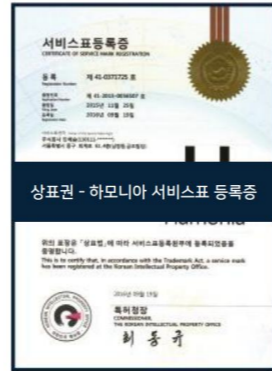 서비스표등록증
CERTIFICATE OF SERVICE MARK REGISTRATION
등록 제 41-0371725 호
Registration Number
2015년 11월 25일
2016년 09월 19일
H
상표권 - 하모니아 서비스표 등록증
위의 표장은 「상표법」에 따라 서비스표등록원부에 등록되었음을
증명합니다.
This is to certify that, in accordance with the Trademark Act, a service mark
has been registered at the Korean Intellectual Property Office.
2016년 09월 19일
특허청장
COMMISSIONER,
THE KOREAN INTELLECTUAL PROPERTY OFFICE
최동규